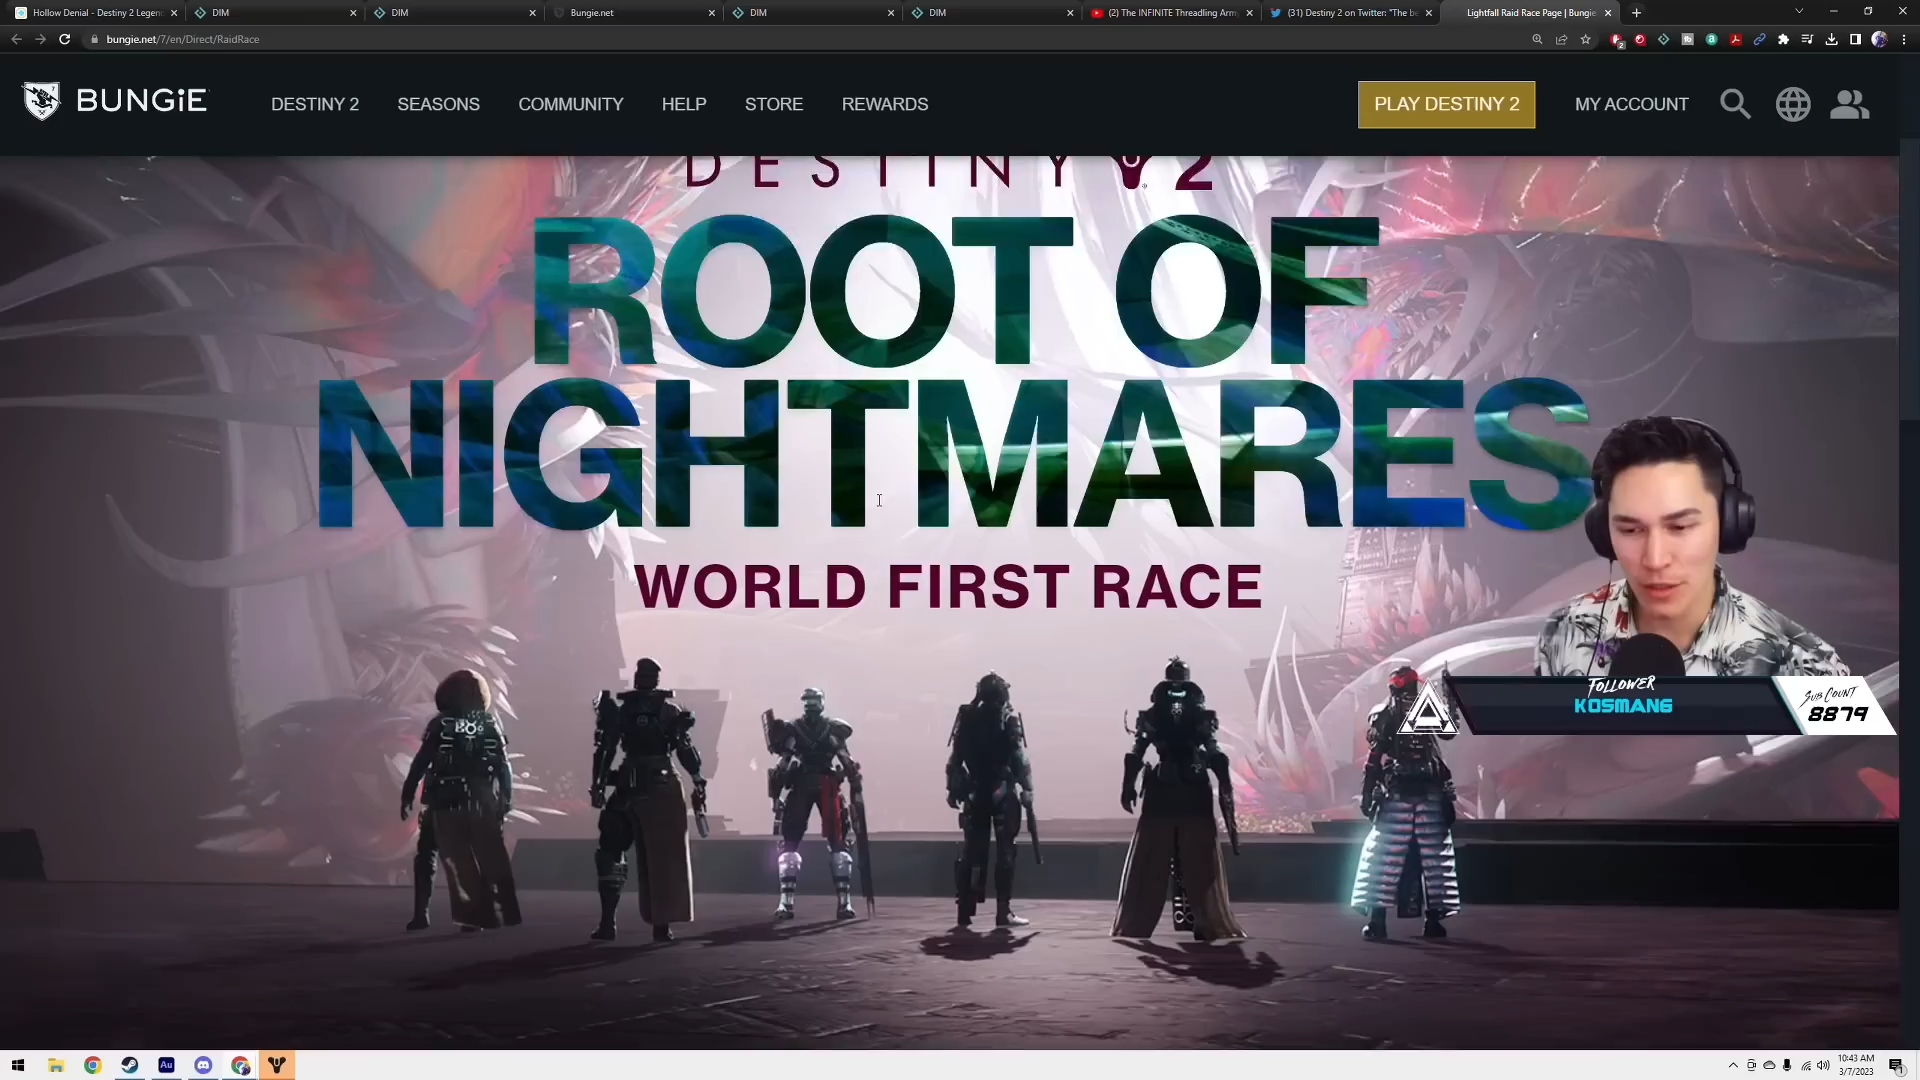 Hollow Denial - Destiny 2 Legen
DIM
DIM
Bungie.net
DIM
DIM
(2) The INFINITE Threadling Arm
(31) Destiny 2 on Twitter: "The be
Lightfall Raid Race Page | Bungie
bungie.net/7/en/Direct/RaidRace
BUNGiE
DESTINY 2
SEASONS
COMMUNITY
HELP
STORE
REWARDS
PLAY DESTINY 2
MY ACCOUNT
DESTINY 2
ROOT OF
NIGHTMARES
WORLD FIRST RACE
FOLLOWER
KOSMANG
SUB COUNT
8879
Au
10:43 AM
3/7/2023